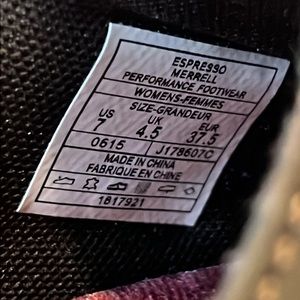 ESPRESSO
MERRELL
PERFORMANCE FOOTWEAR
WOMENS-FEMMES
SIZE-GRANDEUR
US UK EUR
7 4.5 37.5
0615 J178607C
MADE IN CHINA
FABRIQUE EN CHINE
1817921